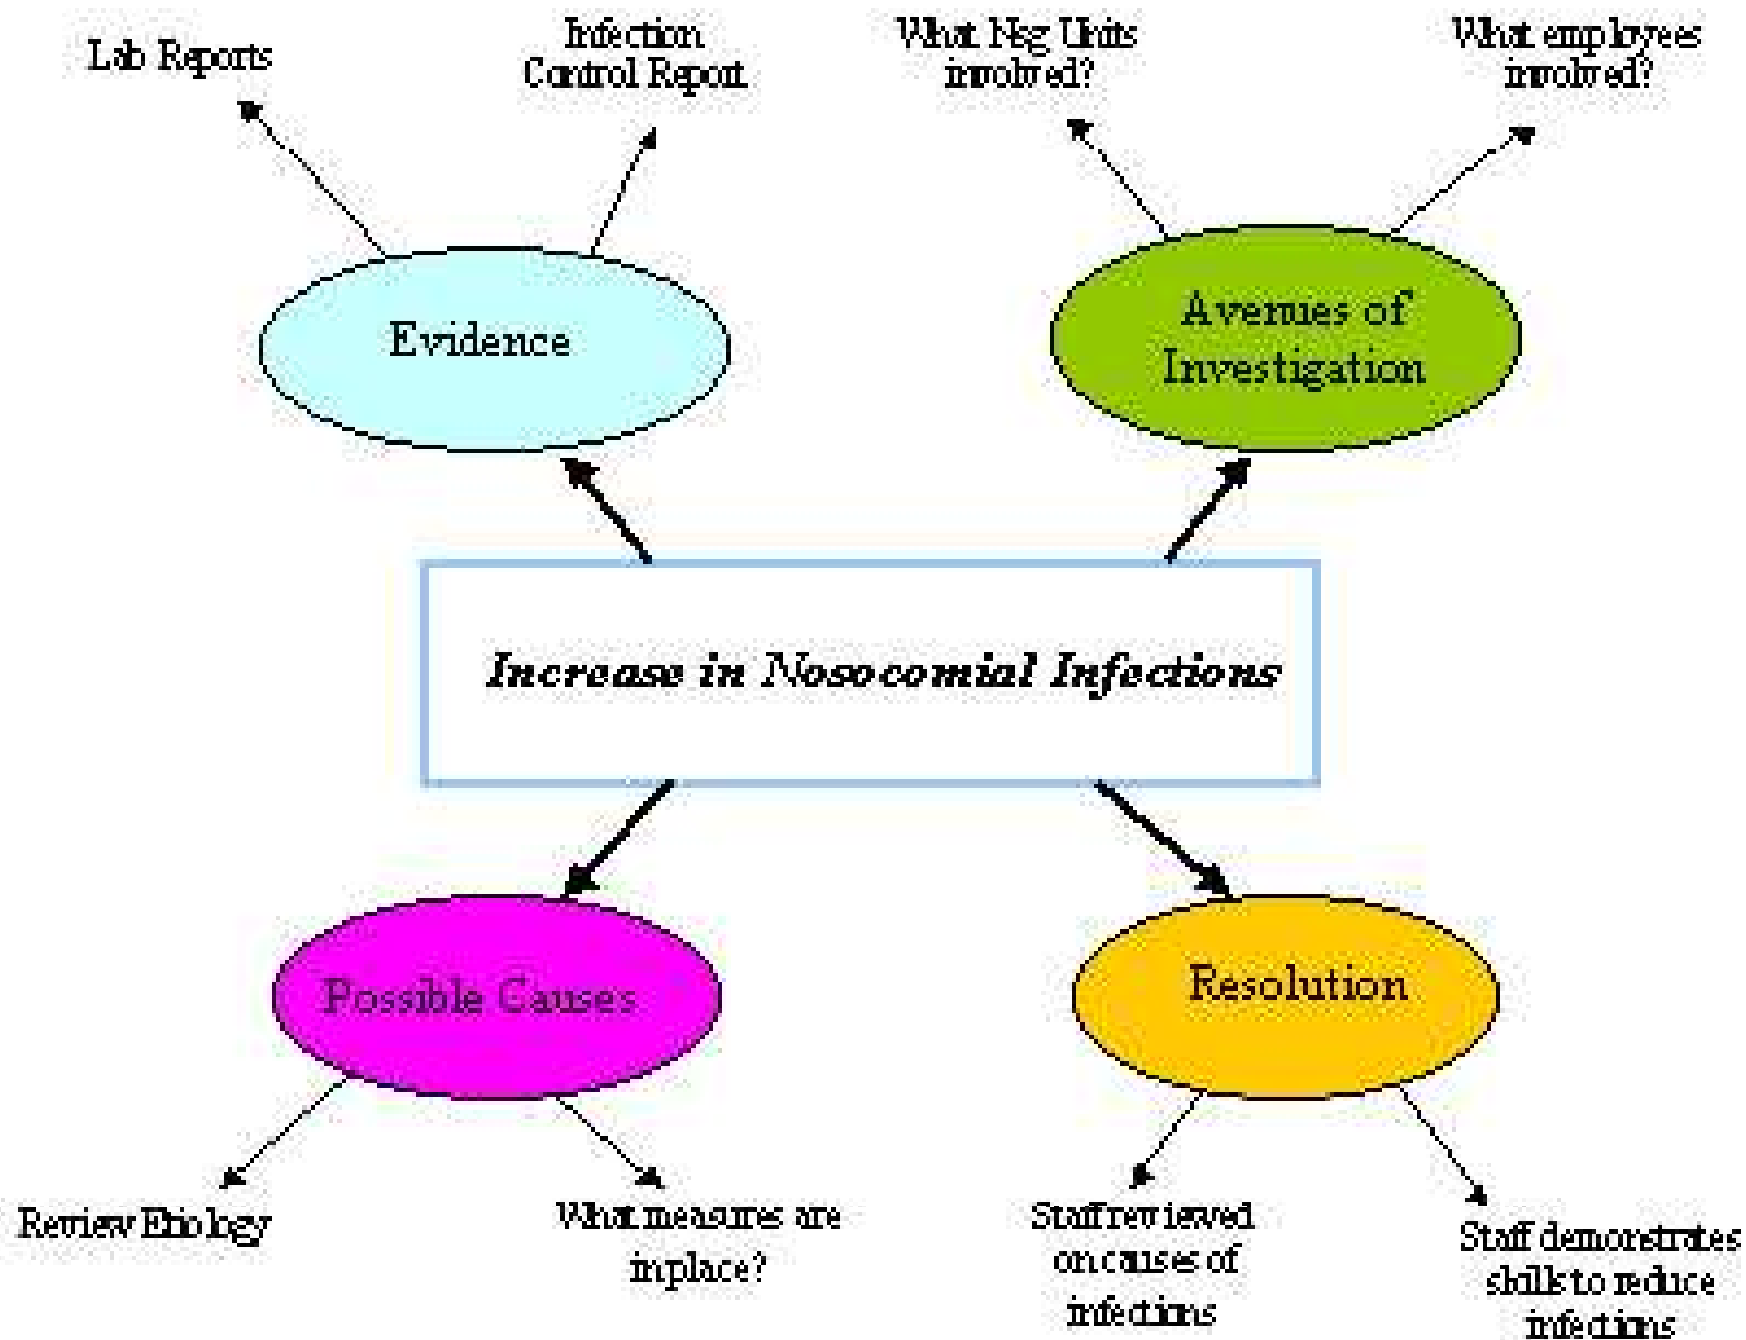 Lab Reports
Infection
Control Report
What Nsg Units
involved?
What employees
involved?
Evidence
Avenues of
Investigation
Increase in Nosocomial Infections
Possible Causes
Resolution
Review Etiology
What measures are
in place?
Staff reviewed
on causes of
infections
Staff demonstrates
skills to reduce
infections